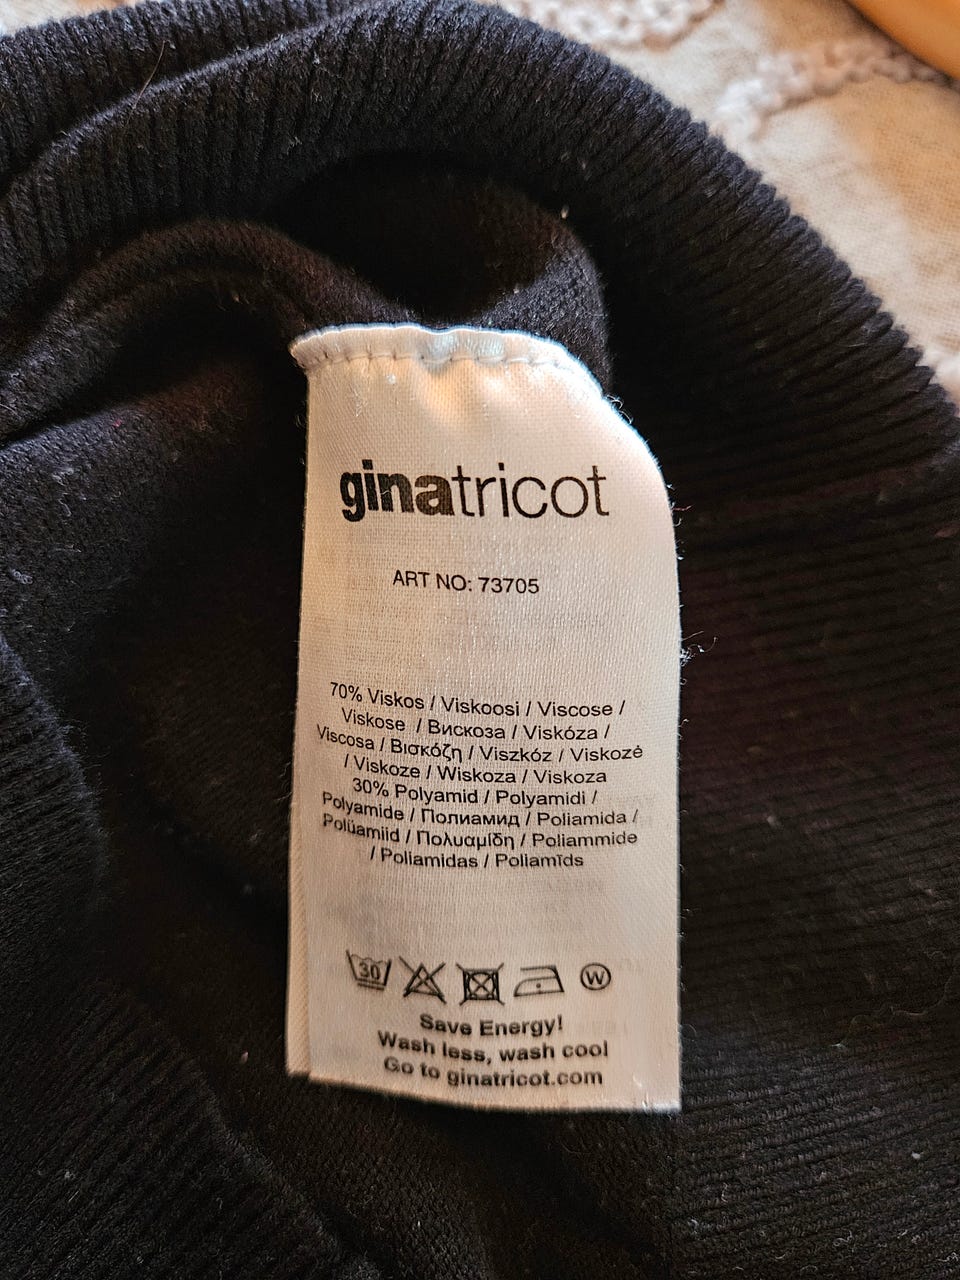 ginatricot
ART NO: 73705
70% Viskos / Viskoosi / Viscose /
Viskose / Вискоза / Viskóza /
Viscosa / Βισκόζη / Viszkóz / Viskozė
/ Viskoze / Wiskoza / Viskoza
30% Polyamid / Polyamidi /
Polyamide / Полиамид / Poliamida /
Polüamiid / Πολυαμίδη / Poliammide
/ Poliamidas / Poliamīds
30 W
Save Energy!
Wash less, wash cool
Go to ginatricot.com